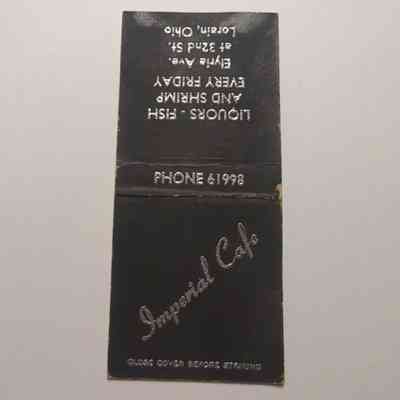 Imperial Cafe
CLOSE COVER BEFORE STRIKING
PHONE 61998
LIQUORS - FISH
AND SHRIMP
EVERY FRIDAY
Elyria Ave.
at 32nd St.
Lorain, Ohio